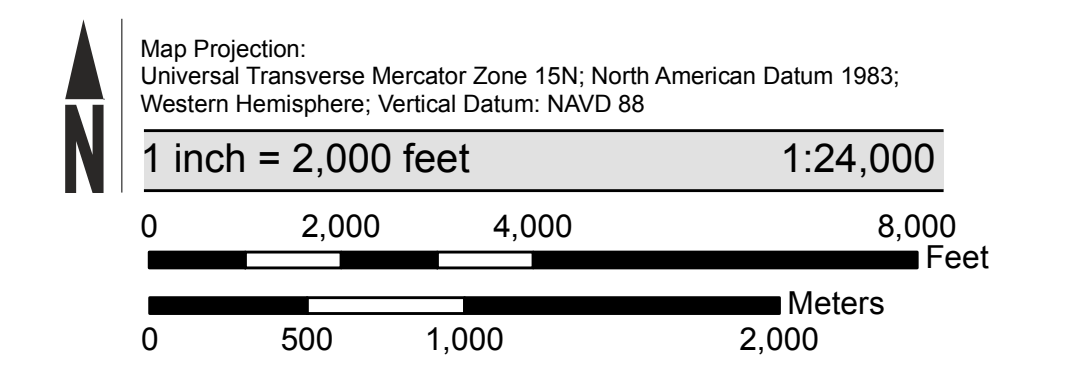 Map Projection:
Universal Transverse Mercator Zone 15N; North American Datum 1983;
Western Hemisphere; Vertical Datum: NAVD 88
N
1 inch = 2,000 feet 1:24,000
0 2,000 4,000 8,000
Feet
Meters
0 500 1,000 2,000